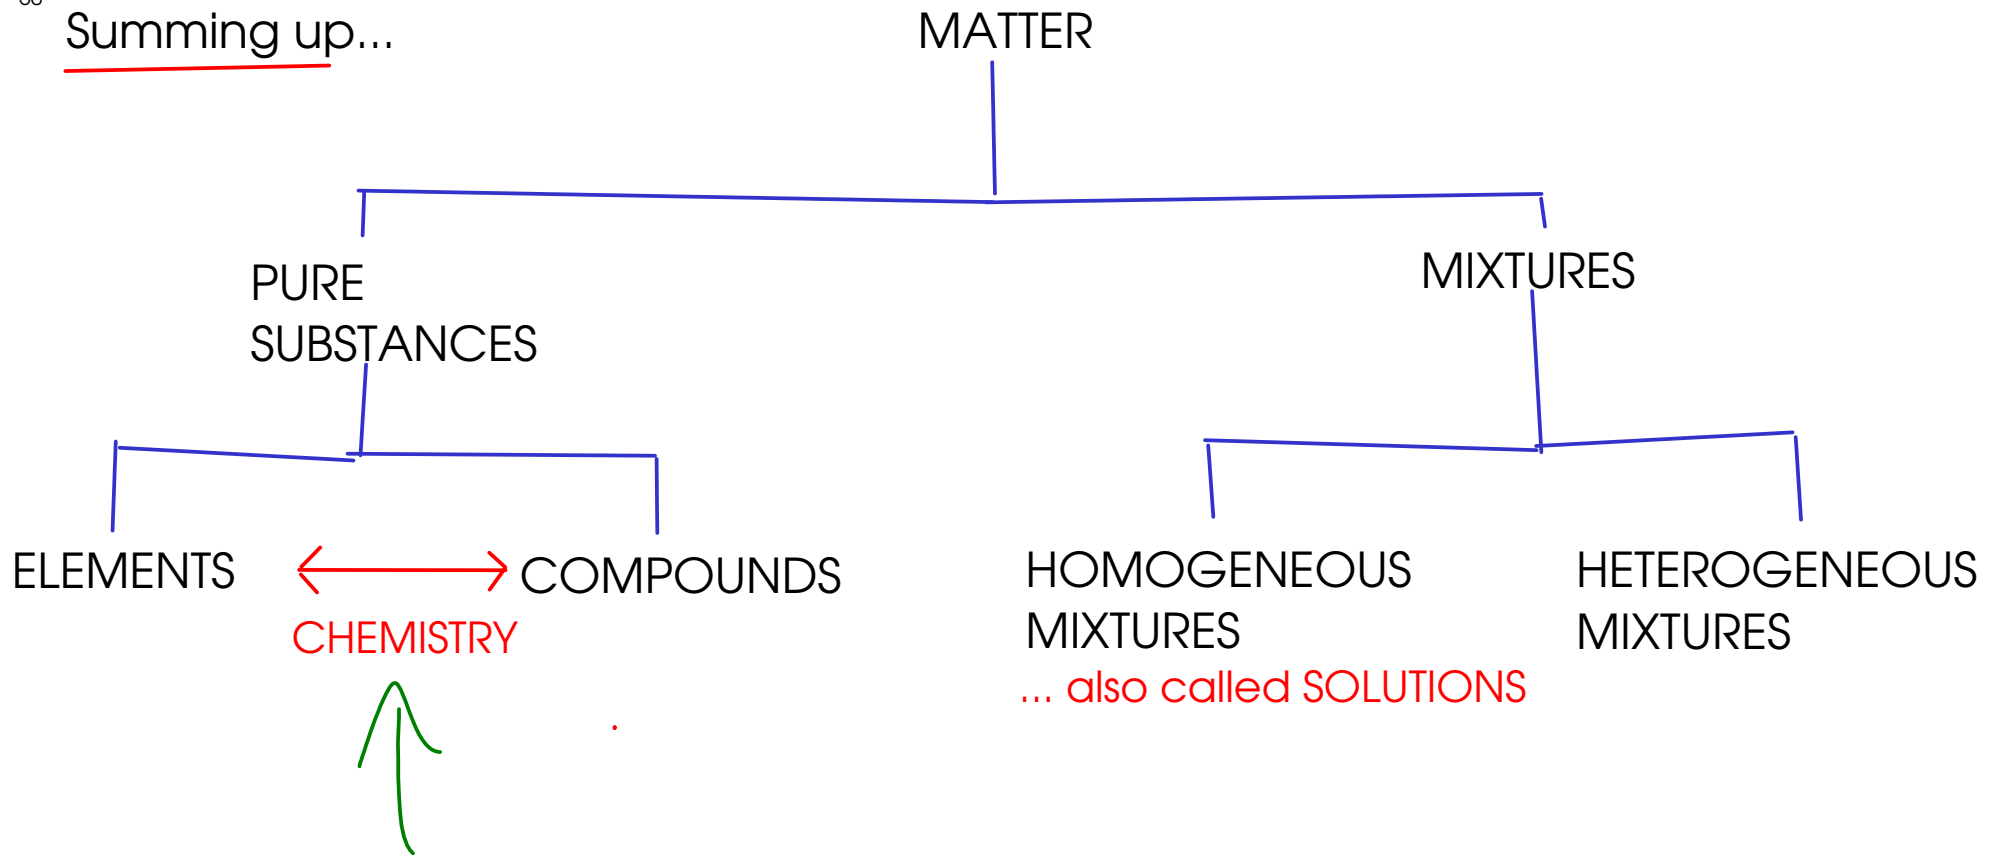 Summing up...
MATTER
PURE
SUBSTANCES
MIXTURES
ELEMENTS
COMPOUNDS
CHEMISTRY
HOMOGENEOUS
MIXTURES
... also called SOLUTIONS
HETEROGENEOUS
MIXTURES